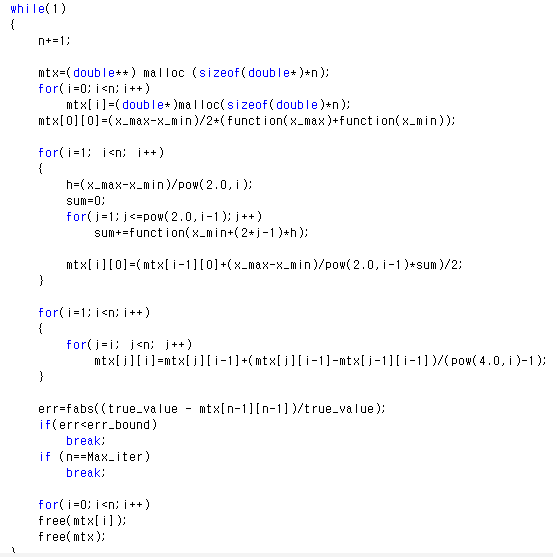 while(1)
{
n+=1;
mtx=(double**) malloc (sizeof(double*)*n);
for(i=0;i<n;i++)
mtx[i]=(double*)malloc(sizeof(double)*n);
mtx[0][0]=(x_max-x_min)/2*(function(x_max)+function(x_min));
for(i=1; i<n; i++)
{
h=(x_max-x_min)/pow(2.0,i);
sum=0;
for(j=1;j<=pow(2.0,i-1);j++)
sum+=function(x_min+(2*j-1)*h);
mtx[i][0]=(mtx[i-1][0]+(x_max-x_min)/pow(2.0,i-1)*sum)/2;
}
for(i=1;i<n;i++)
{
for(j=i; j<n; j++)
mtx[j][i]=mtx[j][i-1]+(mtx[j][i-1]-mtx[j-1][i-1])/(pow(4.0,i)-1);
}
err=fabs((true_value - mtx[n-1][n-1])/true_value);
if(err<err_bound)
break;
if (n==Max_iter)
break;
for(i=0;i<n;i++)
free(mtx[i]);
free(mtx);
}